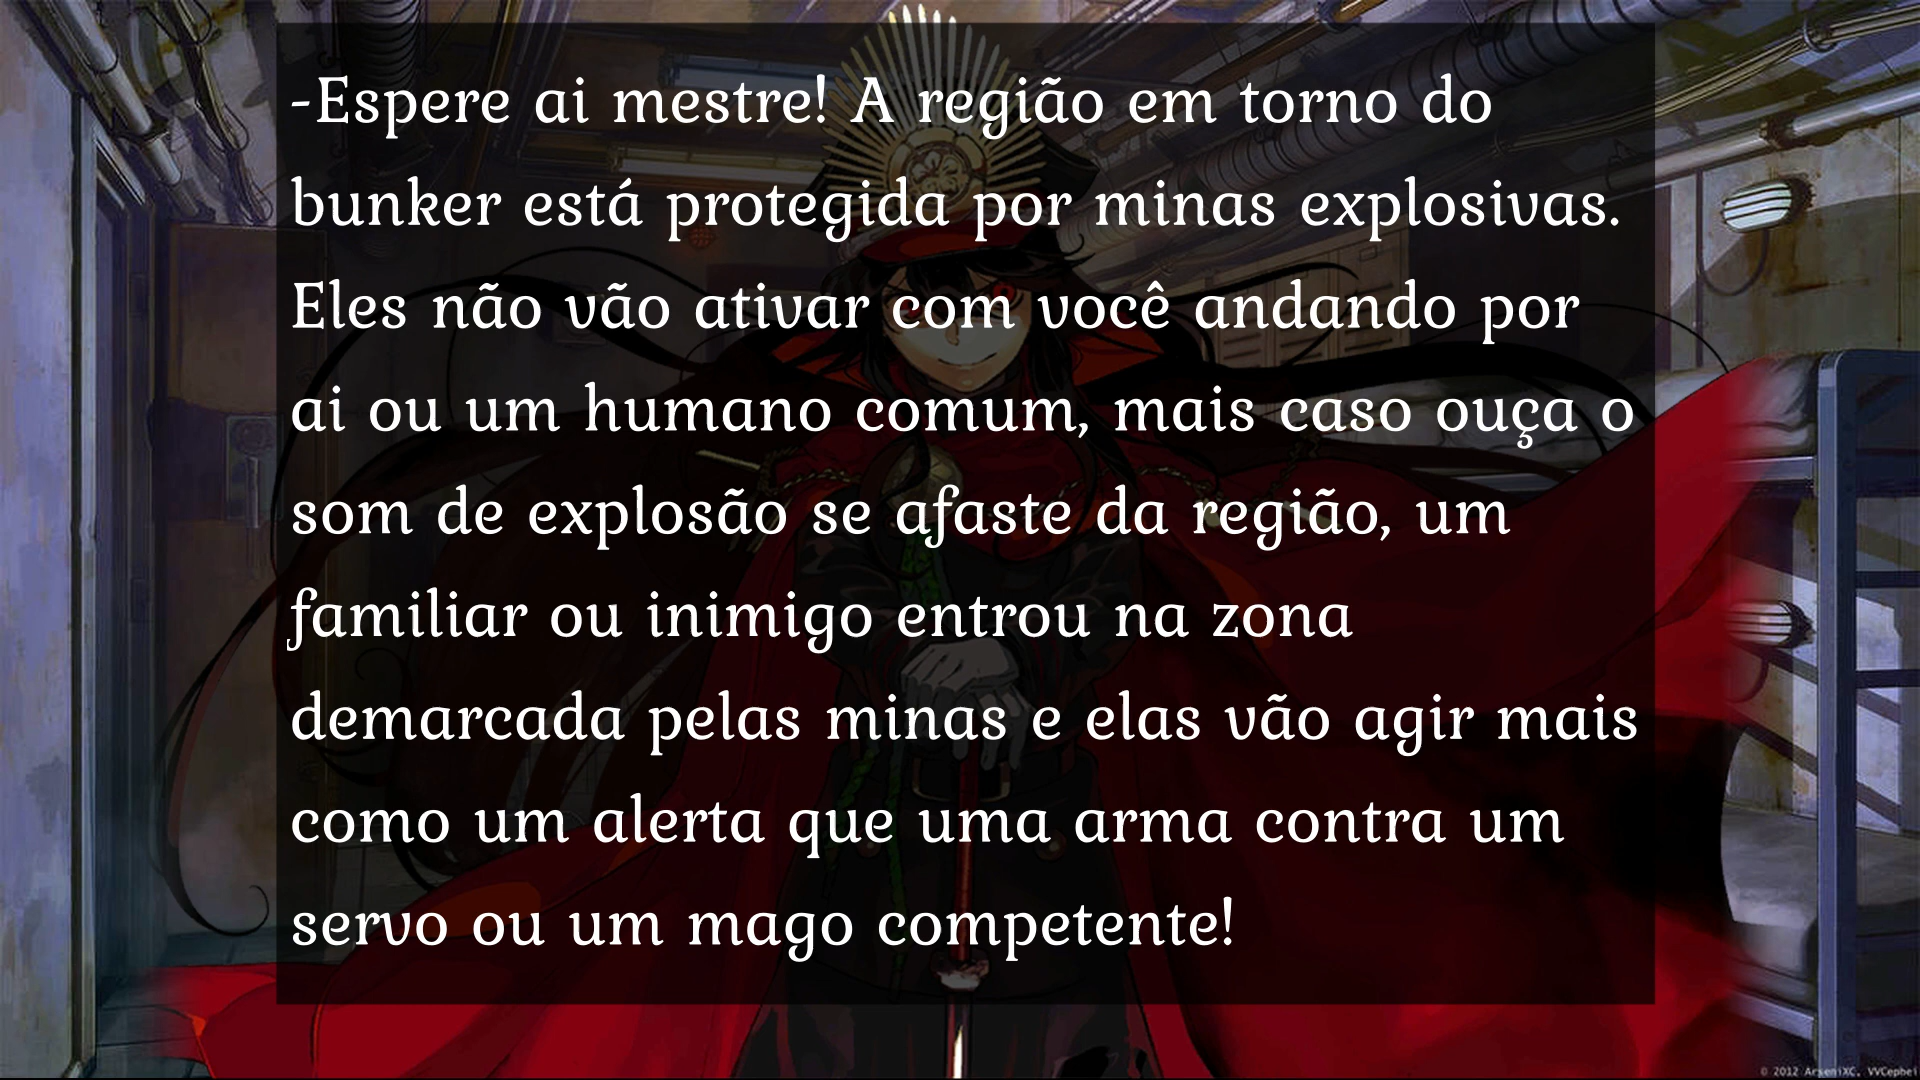 -Espere ai mestre! A região em torno do
bunker está protegida por minas explosivas.
Eles não vão ativar com você andando por
ai ou um humano comum, mais caso ouça o
som de explosão se afaste da região, um
familiar ou inimigo entrou na zona
demarcada pelas minas e elas vão agir mais
como um alerta que uma arma contra um
servo ou um mago competente!
© 2012 ArseniXC, VVCephei